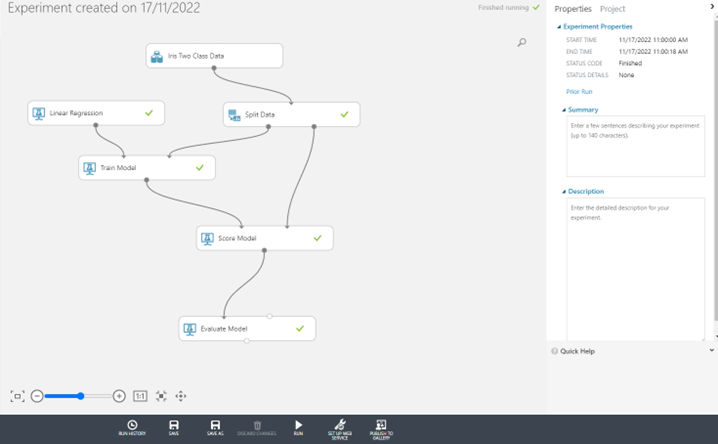 Experiment created on 17/11/2022
Finished running
Iris Two Class Data
Linear Regression
Split Data
Train Model
Score Model
Evaluate Model
1:1
Properties Project
Experiment Properties
START TIME 11/17/2022 11:00:00 AM
END TIME 11/17/2022 11:00:18 AM
STATUS CODE Finished
STATUS DETAILS None
Prior Run
Summary
Enter a few sentences describing your experiment
(up to 140 characters).
Description
Enter the detailed description for your
experiment.
Quick Help
RUN HISTORY
SAVE
SAVE AS
DISCARD CHANGES
RUN
SET UP WEB
SERVICE
PUBLISH TO
GALLERY